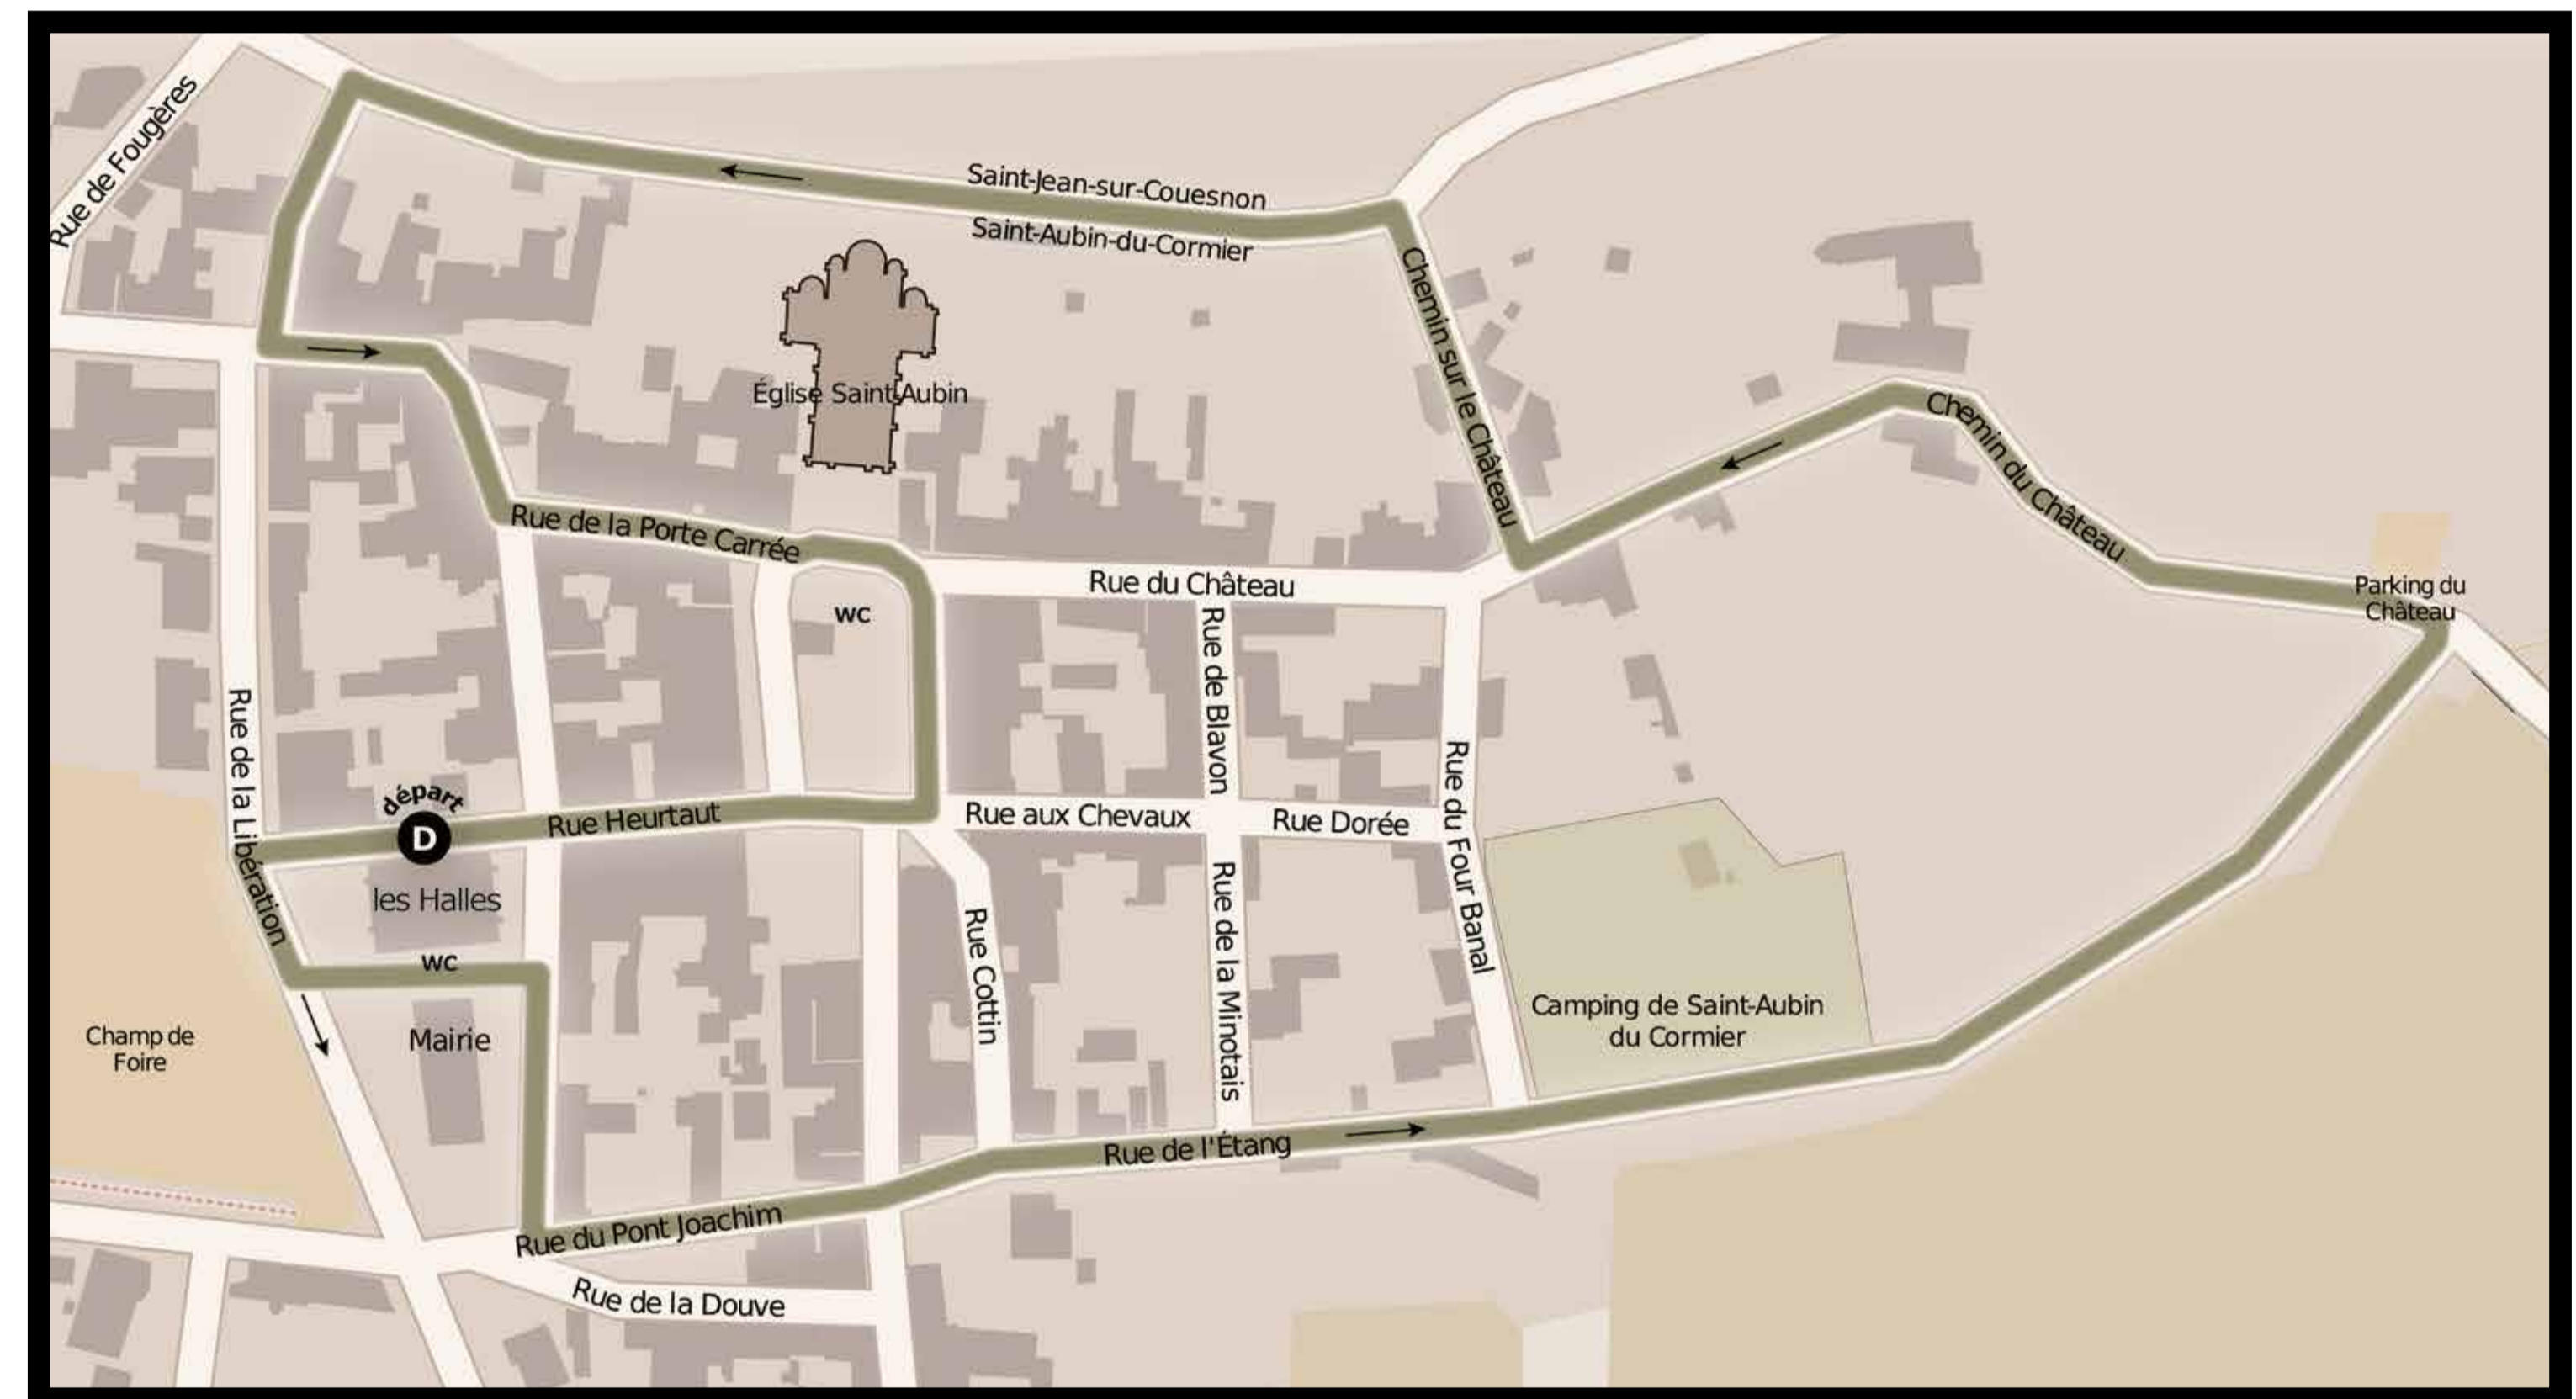 Rue de Fougères
Saint-Jean-sur-Couesnon
Saint-Aubin-du-Cormier
Chemin sur le Château
Église Saint-Aubin
Chemin du Château
Rue de la Porte Carrée
Rue du Château
Parking du
Château
WC
Rue de Blavon
Rue de la Libération
départ
D
Rue Heurtaut
Rue aux Chevaux
Rue Dorée
Rue du Four Banal
les Halles
WC
Rue Cottin
Rue de la Minotais
Camping de Saint-Aubin
du Cormier
Champ de
Foire
Mairie
Rue de l'Étang
Rue du Pont Joachim
Rue de la Douve